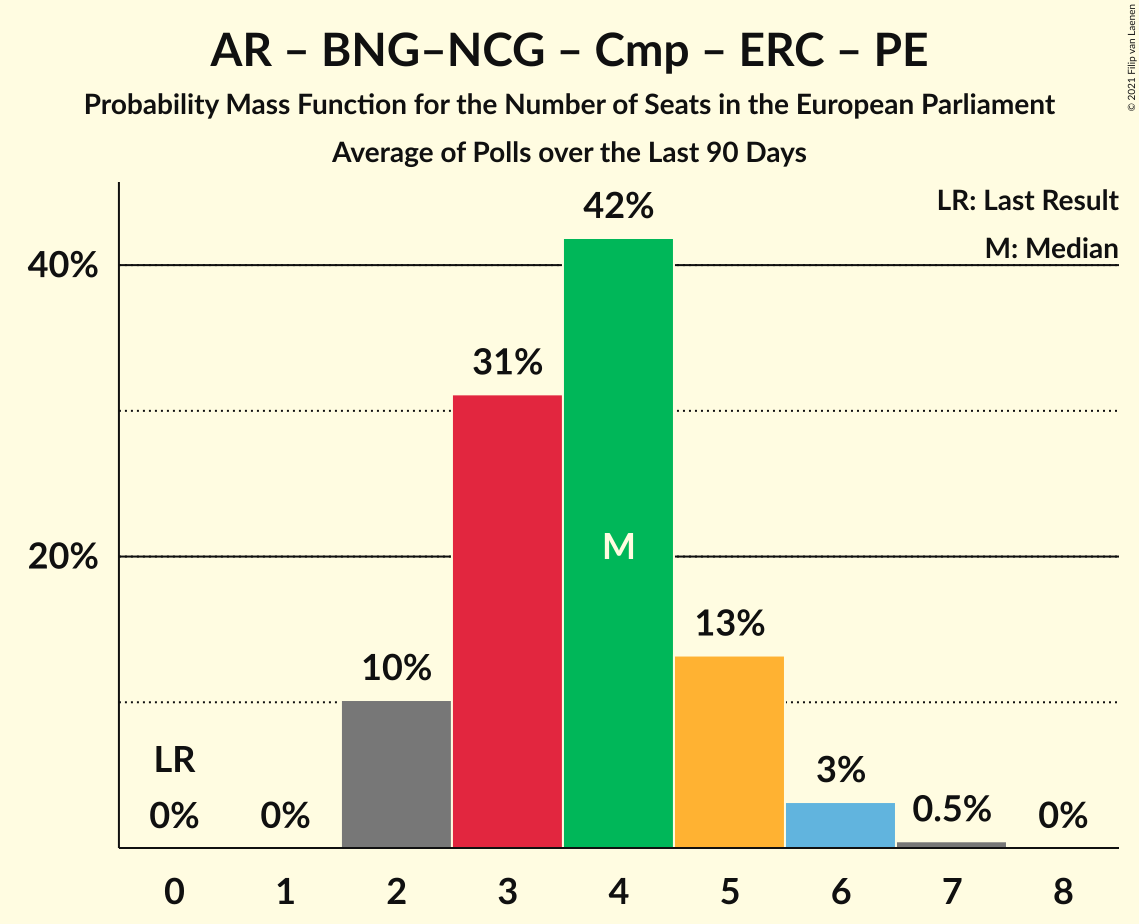 AR – BNG–NCG – Cmp – ERC – PE
Probability Mass Function for the Number of Seats in the European Parliament
Average of Polls over the Last 90 Days
© 2021 Filip van Laenen
LR: Last Result
M: Median
42%
40%
31%
M
20%
13%
10%
LR
3%
0%
0%
0.5%
0%
0 1 2 3 4 5 6 7 8